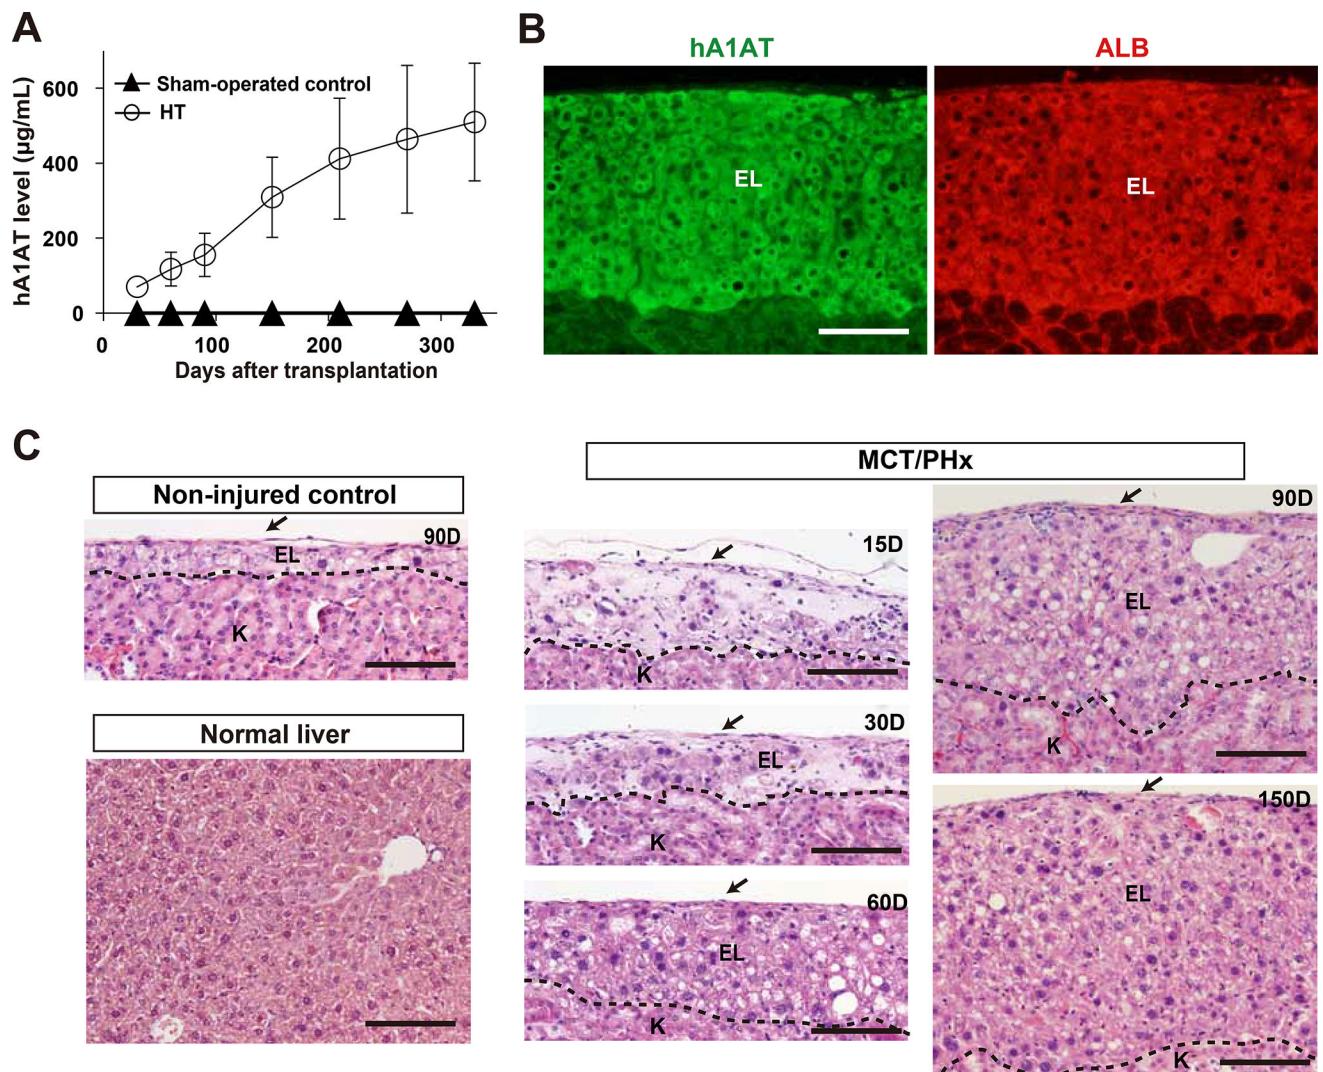 A
hA1AT level (µg/mL)
600
400
200
0
Sham-operated control
HT
0 100 200 300
Days after transplantation
B
hA1AT
ALB
EL
EL
C
Non-injured control
90D
EL
K
Normal liver
MCT/PHx
15D
K
30D
EL
K
60D
EL
K
90D
EL
K
150D
EL
K